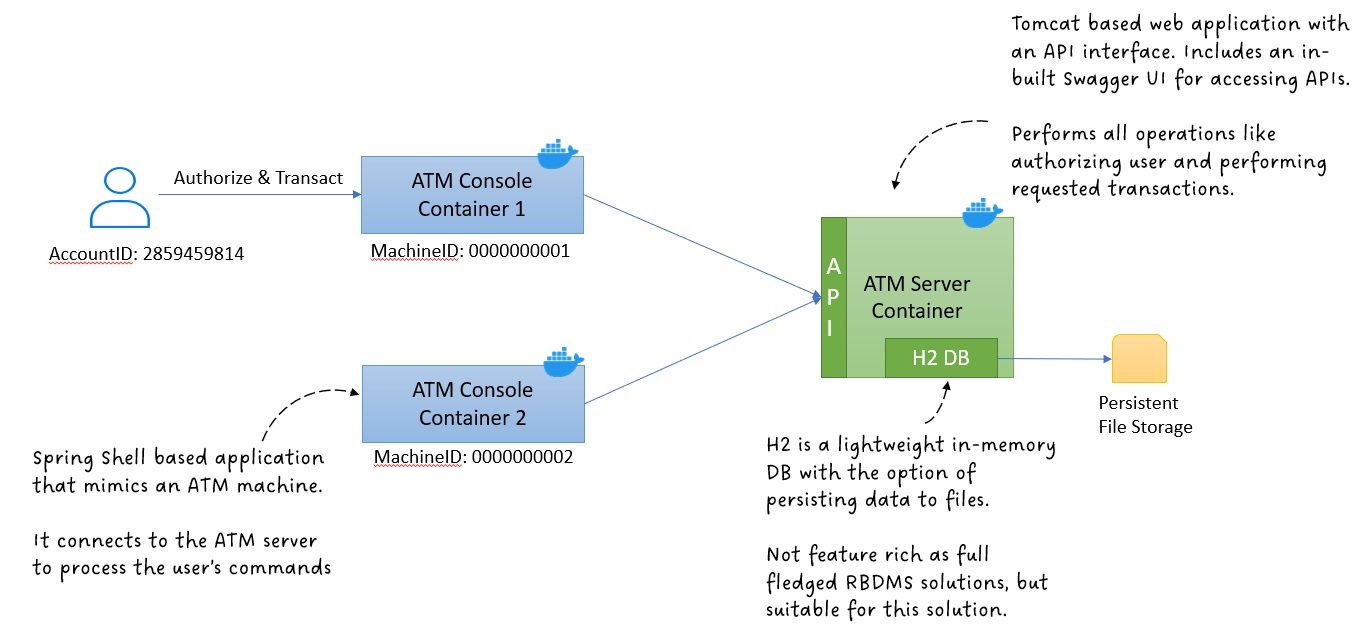 Tomcat based web application with
an API interface. Includes an in-
built Swagger UI for accessing APIs.
Performs all operations like
authorizing user and performing
requested transactions.
Authorize & Transact
AccountID: 2859459814
ATM Console
Container 1
MachineID: 0000000001
A
P
I
ATM Server
Container
H2 DB
Persistent
File Storage
ATM Console
Container 2
MachineID: 0000000002
Spring Shell based application
that mimics an ATM machine.
It connects to the ATM server
to process the user's commands
H2 is a lightweight in-memory
DB with the option of
persisting data to files.
Not feature rich as full
fledged RBDMS solutions, but
suitable for this solution.